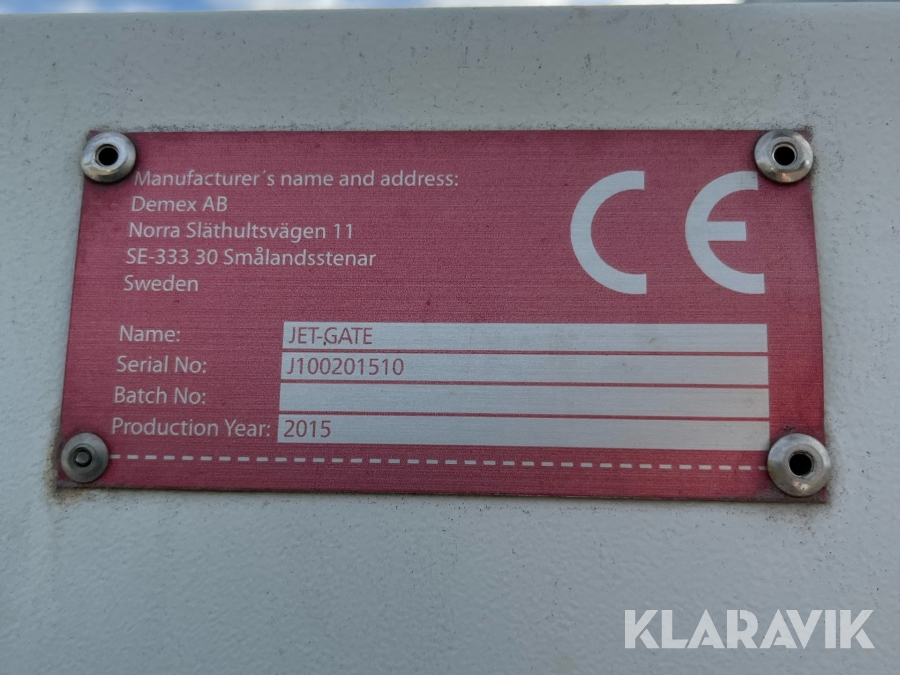 Manufacturer´s name and address:
Demex AB
Norra Släthultsvägen 11
SE-333 30 Smålandsstenar
Sweden
CE
Name: JET-GATE
Serial No: J100201510
Batch No:
Production Year: 2015
KLARAVIK